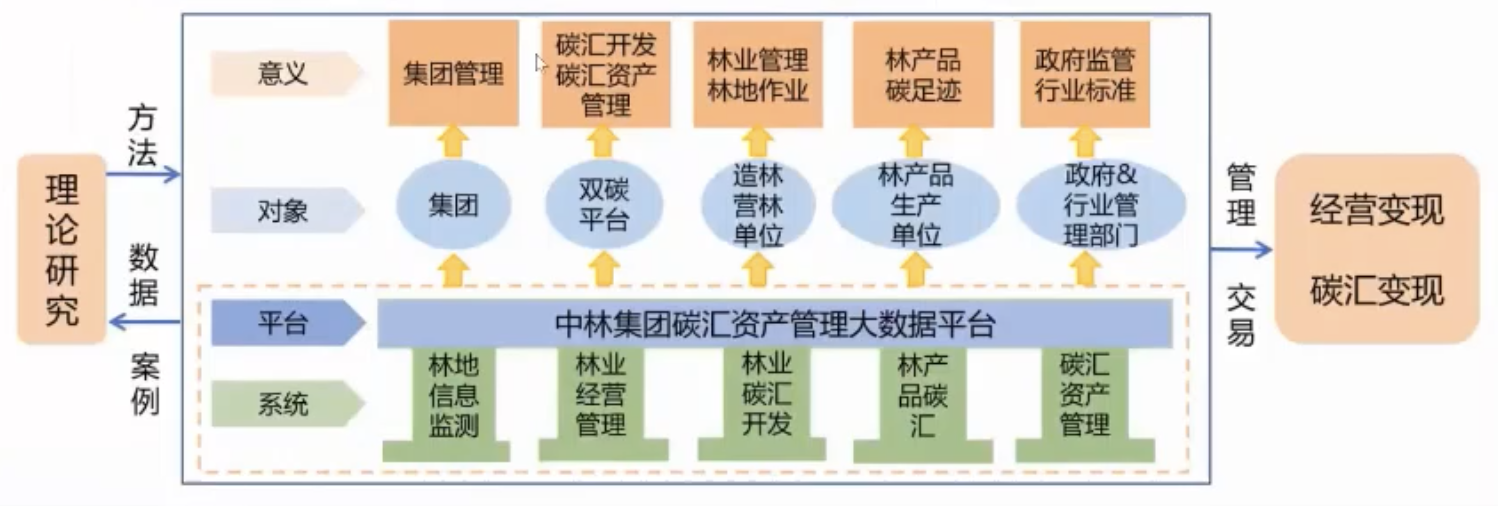 理论研究
方法
数据
案例
意义
集团管理
碳汇开发
碳汇资产
管理
林业管理
林地作业
林产品
碳足迹
政府监管
行业标准
对象
集团
双碳
平台
造林
营林
单位
林产品
生产
单位
政府&
行业管
理部门
平台
中林集团碳汇资产管理大数据平台
系统
林地
信息
监测
林业
经营
管理
林业
碳汇
开发
林产
品碳
汇
碳汇
资产
管理
管理
交易
经营变现
碳汇变现